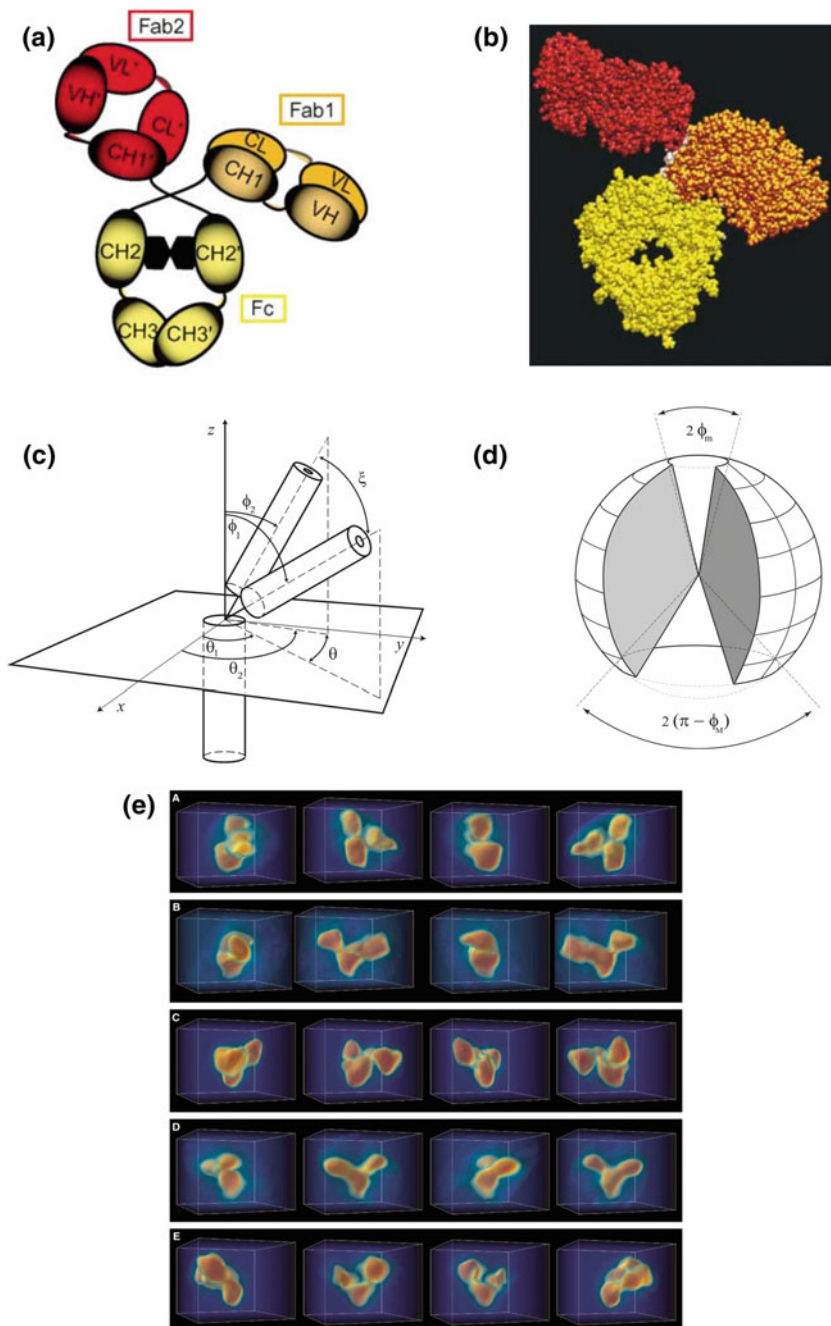 (a)
Fab2
VL'
VH'
CL'
CH1'
Fab1
CL
CH1
VL
VH
CH2
CH2'
Fc
CH3
CH3'
(b)
(c)
z
ϕ2
ϕ1
ξ
θ1
θ2
θ
y
x
(d)
2 ϕm
2 (π − ϕM)
(e)
A
B
C
D
E